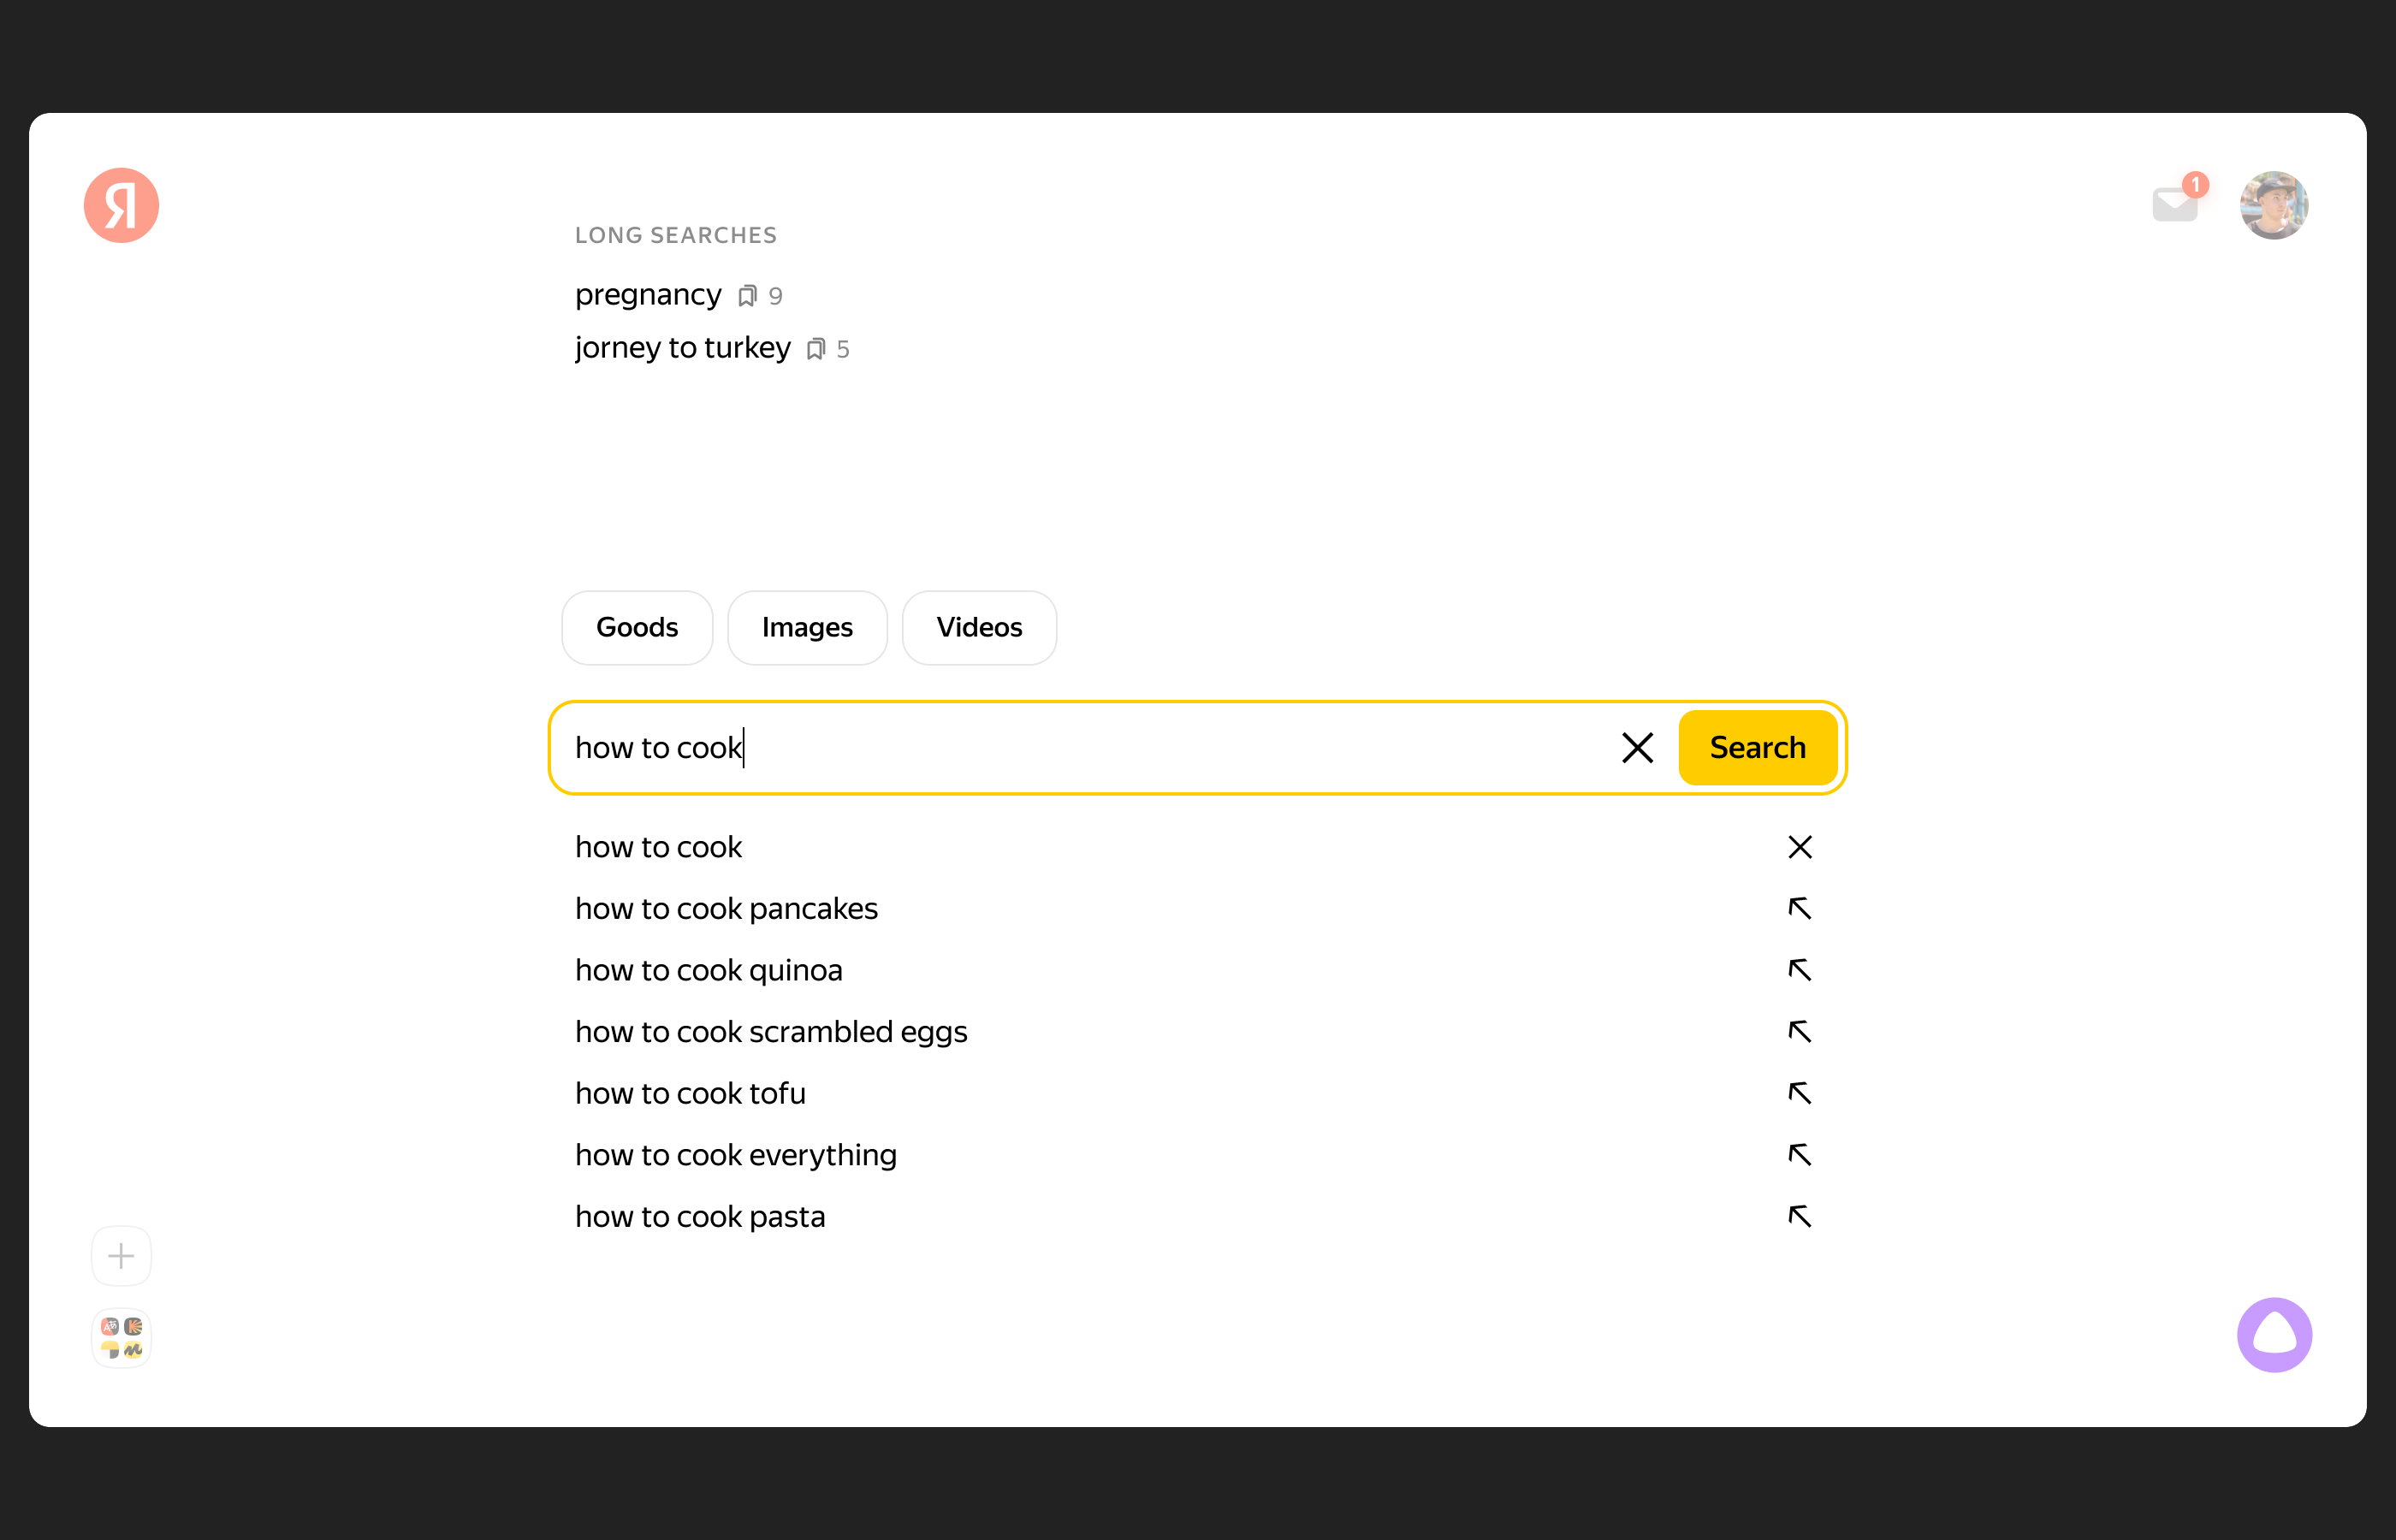 Я
1
LONG SEARCHES
pregnancy 9
jorney to turkey 5
Goods
Images
Videos
how to cook
Search
how to cook
how to cook pancakes
how to cook quinoa
how to cook scrambled eggs
how to cook tofu
how to cook everything
how to cook pasta